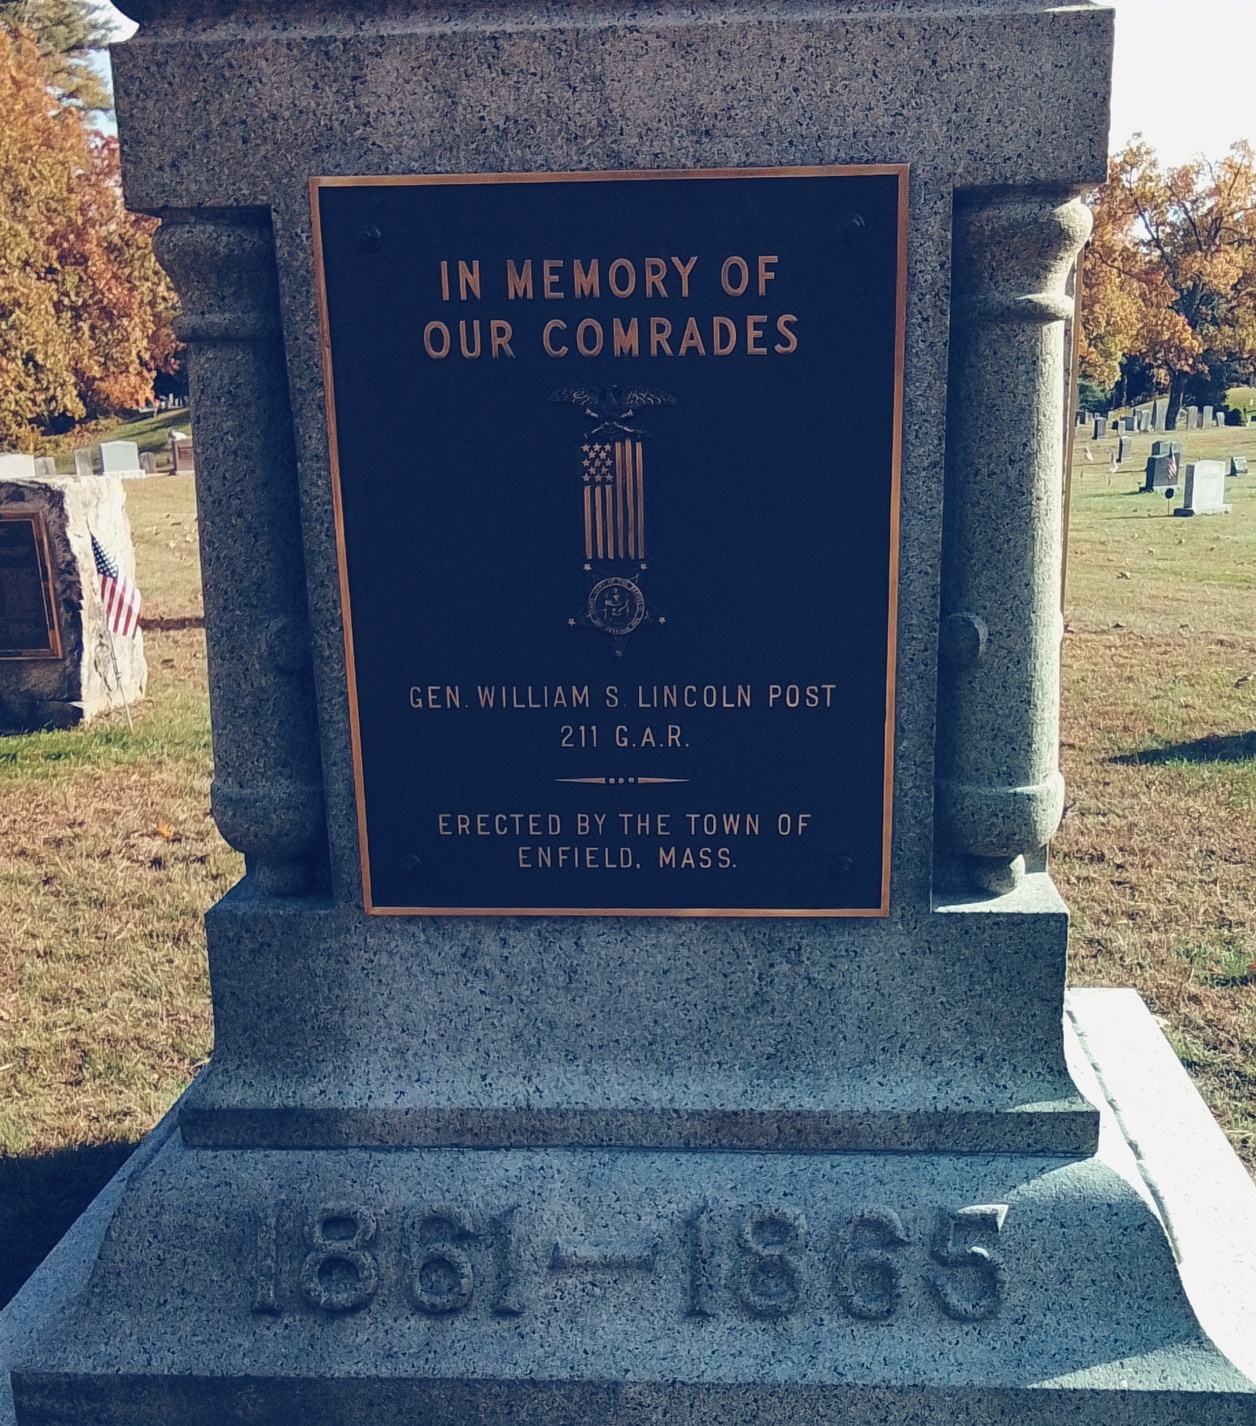 IN MEMORY OF
OUR COMRADES
GEN. WILLIAM S. LINCOLN POST
211 G.A.R.
ERECTED BY THE TOWN OF
ENFIELD, MASS.
1861 — 1865